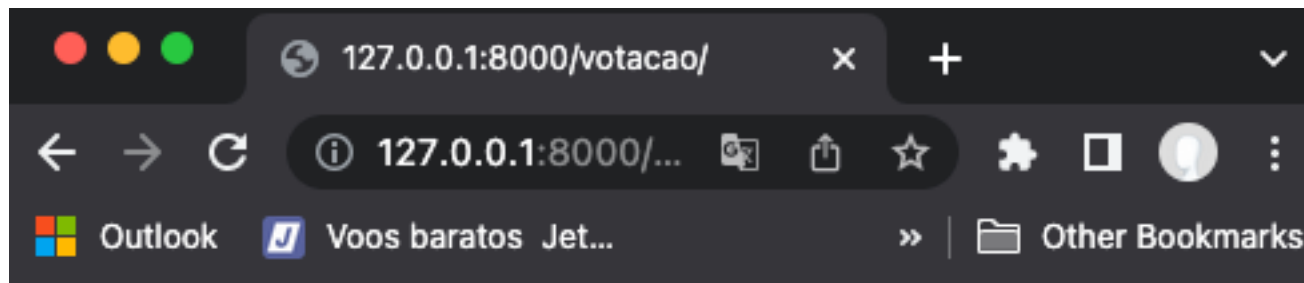 127.0.0.1:8000/votacao/
127.0.0.1:8000/...
Outlook Voos baratos Jet... » Other Bookmarks